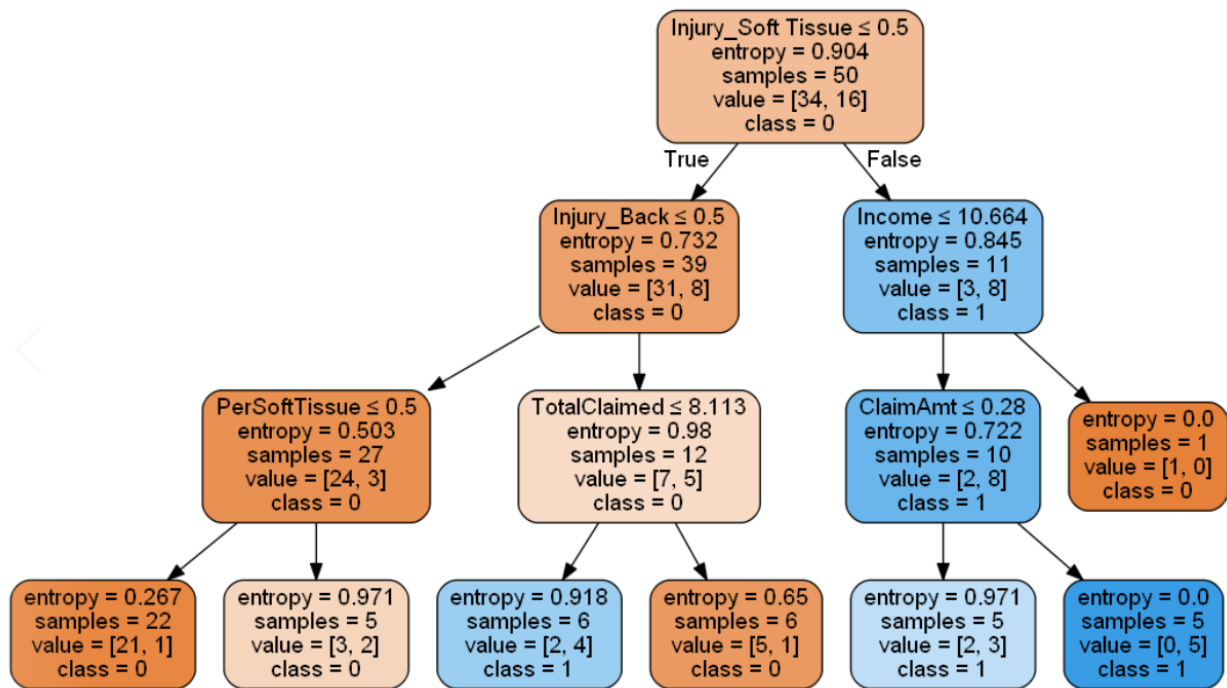 Injury_Soft Tissue ≤ 0.5
entropy = 0.904
samples = 50
value = [34, 16]
class = 0
True
False
Injury_Back ≤ 0.5
entropy = 0.732
samples = 39
value = [31, 8]
class = 0
Income ≤ 10.664
entropy = 0.845
samples = 11
value = [3, 8]
class = 1
PerSoftTissue ≤ 0.5
entropy = 0.503
samples = 27
value = [24, 3]
class = 0
TotalClaimed ≤ 8.113
entropy = 0.98
samples = 12
value = [7, 5]
class = 0
ClaimAmt ≤ 0.28
entropy = 0.722
samples = 10
value = [2, 8]
class = 1
entropy = 0.0
samples = 1
value = [1, 0]
class = 0
entropy = 0.267
samples = 22
value = [21, 1]
class = 0
entropy = 0.971
samples = 5
value = [3, 2]
class = 0
entropy = 0.918
samples = 6
value = [2, 4]
class = 1
entropy = 0.65
samples = 6
value = [5, 1]
class = 0
entropy = 0.971
samples = 5
value = [2, 3]
class = 1
entropy = 0.0
samples = 5
value = [0, 5]
class = 1